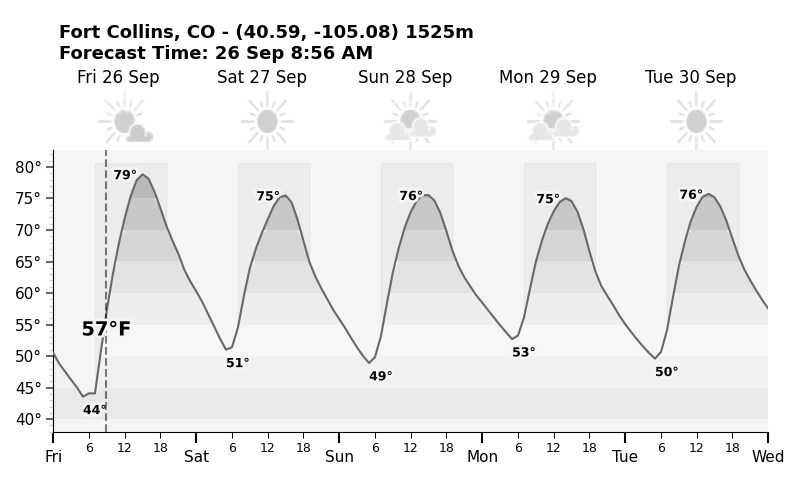 Fort Collins, CO - (40.59, -105.08) 1525m
Forecast Time: 26 Sep 8:56 AM
Fri 26 Sep Sat 27 Sep Sun 28 Sep Mon 29 Sep Tue 30 Sep
80°
75°
70°
65°
60°
55°
50°
45°
40°
79° 75° 76° 75° 76°
57°F
44° 51° 49° 53° 50°
6 12 18 6 12 18 6 12 18 6 12 18 6 12 18
Fri Sat Sun Mon Tue Wed